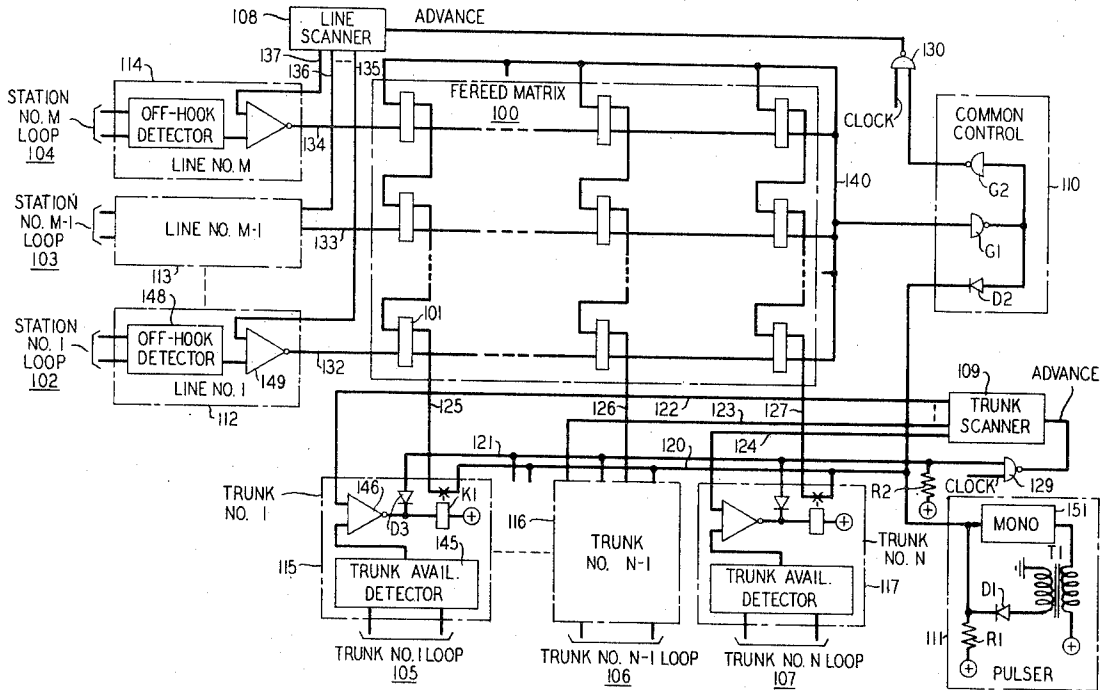 108
LINE
SCANNER
ADVANCE
130
137
136
135
114
STATION
NO. M
LOOP
104
OFF-HOOK
DETECTOR
LINE NO. M
134
FEREED MATRIX
100
CLOCK
COMMON
CONTROL
G2
110
140
STATION
NO. M-1
LOOP
103
LINE NO. M-1
133
113
G1
D2
148
101
STATION
NO. 1
LOOP
102
OFF-HOOK
DETECTOR
149
LINE NO. 1
132
112
109
TRUNK
SCANNER
ADVANCE
125
122
126
123
127
124
121
120
TRUNK
NO. 1
146
D3
K1
145
115
TRUNK AVAIL.
DETECTOR
116
TRUNK
NO. N-1
R2
CLOCK
129
TRUNK
NO. N
TRUNK AVAIL.
DETECTOR
117
MONO
151
T1
D1
R1
111
PULSER
TRUNK NO. 1 LOOP
105
TRUNK NO. N-1 LOOP
106
TRUNK NO. N LOOP
107